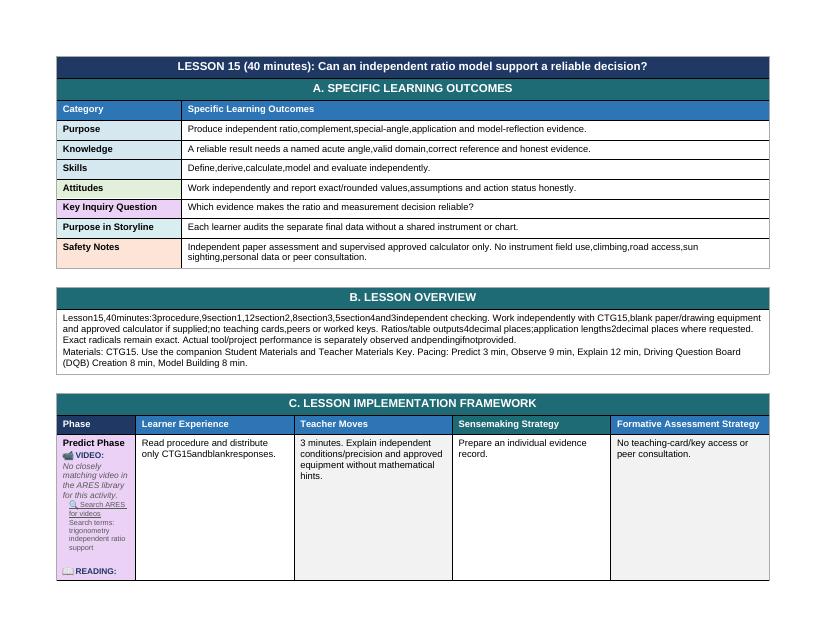 LESSON 15 (40 minutes): Can an independent ratio model support a reliable decision?
A. SPECIFIC LEARNING OUTCOMES
Category
Specific Learning Outcomes
Purpose
Produce independent ratio,complement,special-angle,application and model-reflection evidence.
Knowledge
A reliable result needs a named acute angle,valid domain,correct reference and honest evidence.
Skills
Define,derive,calculate,model and evaluate independently.
Attitudes
Work independently and report exact/rounded values,assumptions and action status honestly.
Key Inquiry Question
Which evidence makes the ratio and measurement decision reliable?
Purpose in Storyline
Each learner audits the separate final data without a shared instrument or chart.
Safety Notes
Independent paper assessment and supervised approved calculator only. No instrument field use,climbing,road access,sun
sighting,personal data or peer consultation.
B. LESSON OVERVIEW
Lesson15,40minutes:3procedure,9section1,12section2,8section3,5section4and3independent checking. Work independently with CTG15,blank paper/drawing equipment
and approved calculator if supplied;no teaching cards,peers or worked keys. Ratios/table outputs4decimal places;application lengths2decimal places where requested.
Exact radicals remain exact. Actual tool/project performance is separately observed andpendingifnotprovided.
Materials: CTG15. Use the companion Student Materials and Teacher Materials Key. Pacing: Predict 3 min, Observe 9 min, Explain 12 min, Driving Question Board
(DQB) Creation 8 min, Model Building 8 min.
C. LESSON IMPLEMENTATION FRAMEWORK
Phase
Learner Experience
Teacher Moves
Sensemaking Strategy
Formative Assessment Strategy
Predict Phase
📹 VIDEO:
No closely
matching video in
the ARES library
for this activity.
🔍 Search ARES
for videos
Search terms:
trigonometry
independent ratio
support
📖 READING:
Read procedure and distribute
only CTG15andblankresponses.
3 minutes. Explain independent
conditions/precision and approved
equipment without mathematical
hints.
Prepare an individual evidence
record.
No teaching-card/key access or
peer consultation.